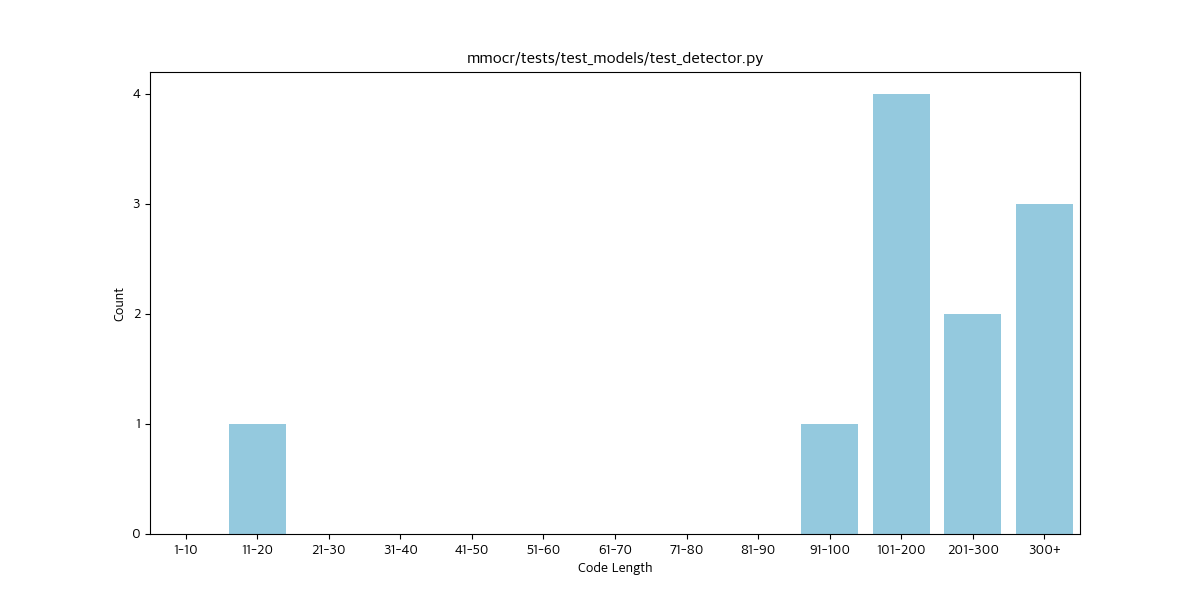 mmocr/tests/test_models/test_detector.py
4
3
2
1
0
Count
1-10 11-20 21-30 31-40 41-50 51-60 61-70 71-80 81-90 91-100 101-200 201-300 300+
Code Length